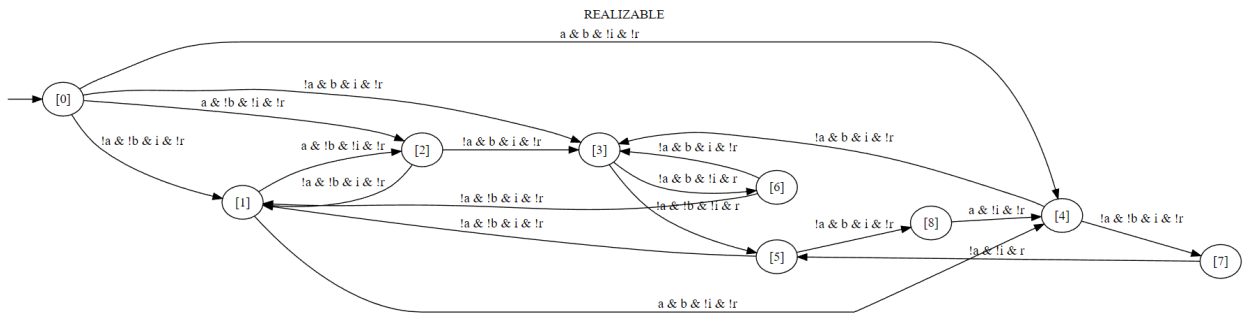 REALIZABLE
a & b & !i & !r
!a & b & i & !r
a & !b & !i & !r
!a & !b & i & !r
[0]
a & !b & !i & !r
!a & !b & i & !r
[2]
!a & b & i & !r
[3]
!a & b & i & !r
!a & b & i & !r
!a & b & !i & r
[6]
[1]
!a & !b & i & !r
!a & !b & !i & r
!a & !b & i & !r
!a & b & i & !r
[8]
a & !i & !r
[4]
!a & !b & i & !r
[5]
!a & !i & r
[7]
a & b & !i & !r